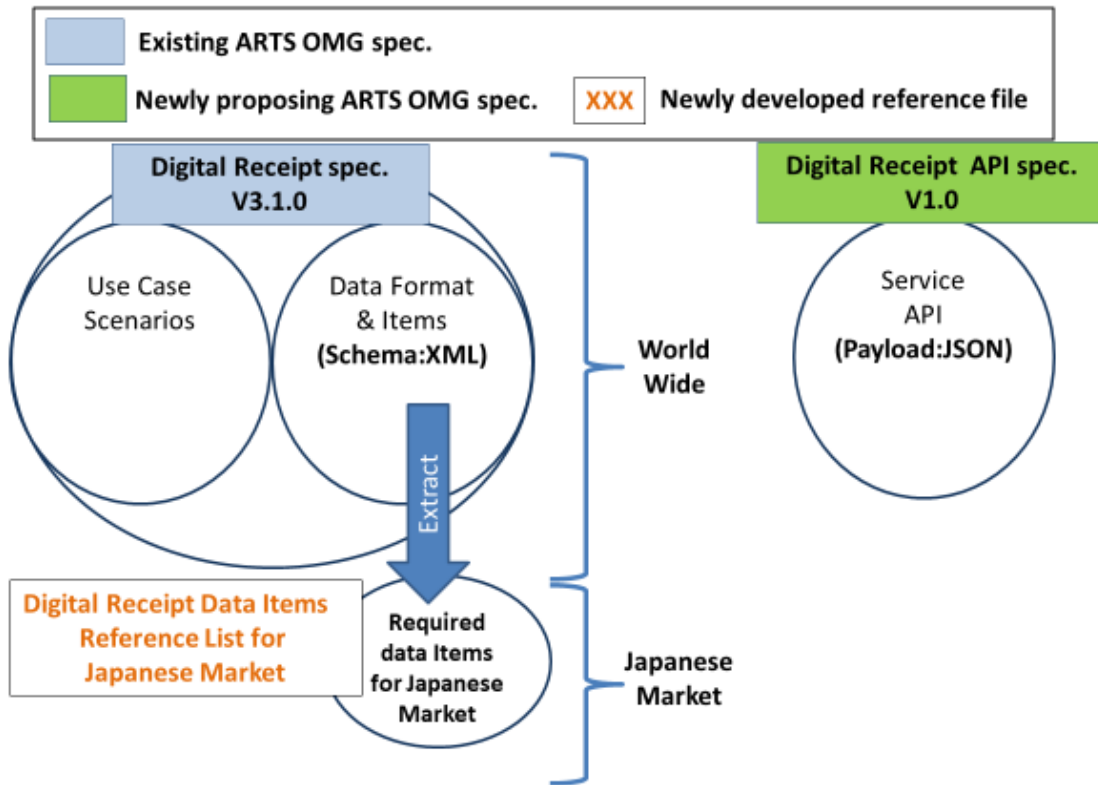 Existing ARTS OMG spec.
Newly proposing ARTS OMG spec.
XXX
Newly developed reference file
Digital Receipt spec.
V3.1.0
Digital Receipt API spec.
V1.0
Use Case
Scenarios
Data Format
& Items
(Schema:XML)
Service
API
(Payload:JSON)
World
Wide
Extract
Digital Receipt Data Items
Reference List for
Japanese Market
Required
data Items
for Japanese
Market
Japanese
Market